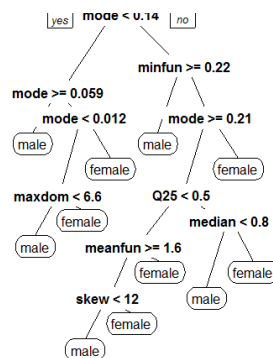 yes mode < 0.14 no
minfun >= 0.22
mode >= 0.059
mode < 0.012 mode >= 0.21
male male
female female
maxdom < 6.6 Q25 < 0.5
female median < 0.8
male meanfun >= 1.6
female female
skew < 12 male
female
male